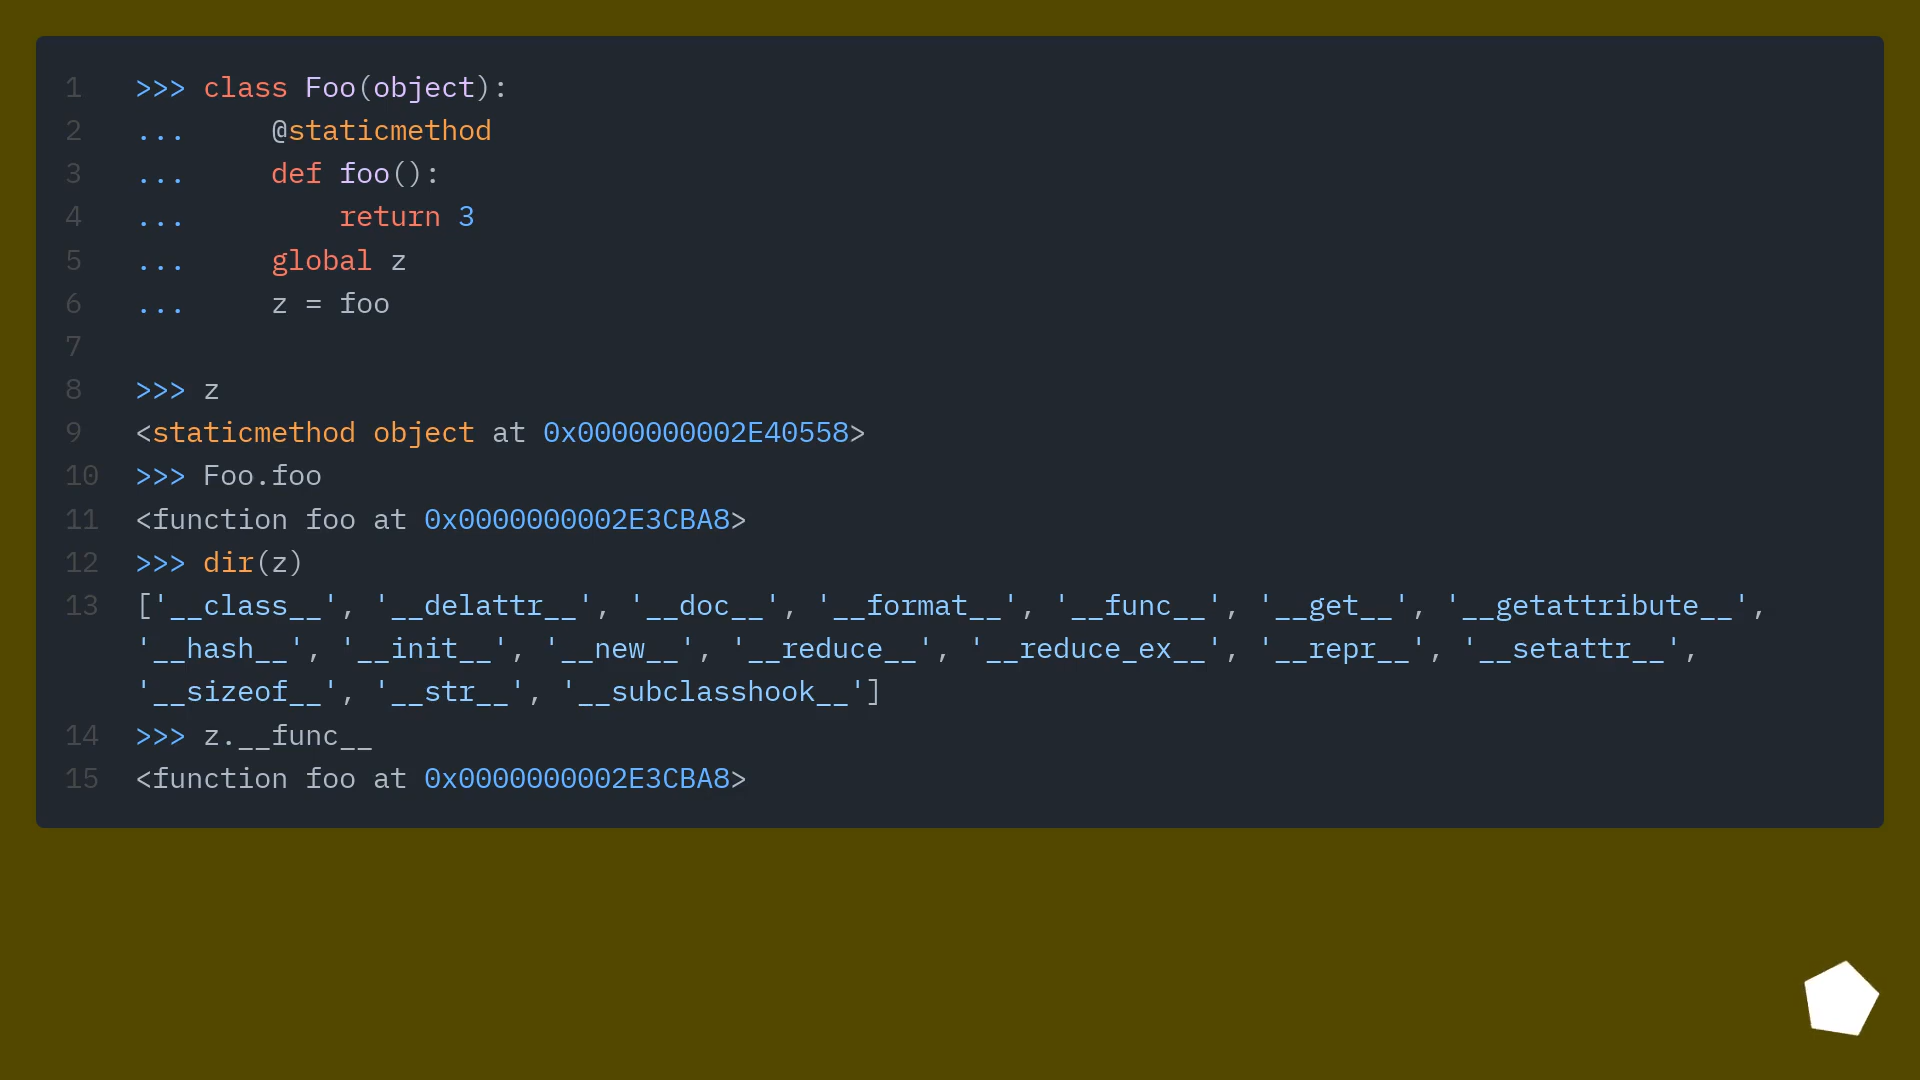 1 >>> class Foo(object):
2 ...     @staticmethod
3 ...     def foo():
4 ...         return 3
5 ...     global z
6 ...     z = foo
7
8 >>> z
9 <staticmethod object at 0x0000000002E40558>
10 >>> Foo.foo
11 <function foo at 0x0000000002E3CBA8>
12 >>> dir(z)
13 ['__class__', '__delattr__', '__doc__', '__format__', '__func__', '__get__', '__getattribute__',
'__hash__', '__init__', '__new__', '__reduce__', '__reduce_ex__', '__repr__', '__setattr__',
'__sizeof__', '__str__', '__subclasshook__']
14 >>> z.__func__
15 <function foo at 0x0000000002E3CBA8>